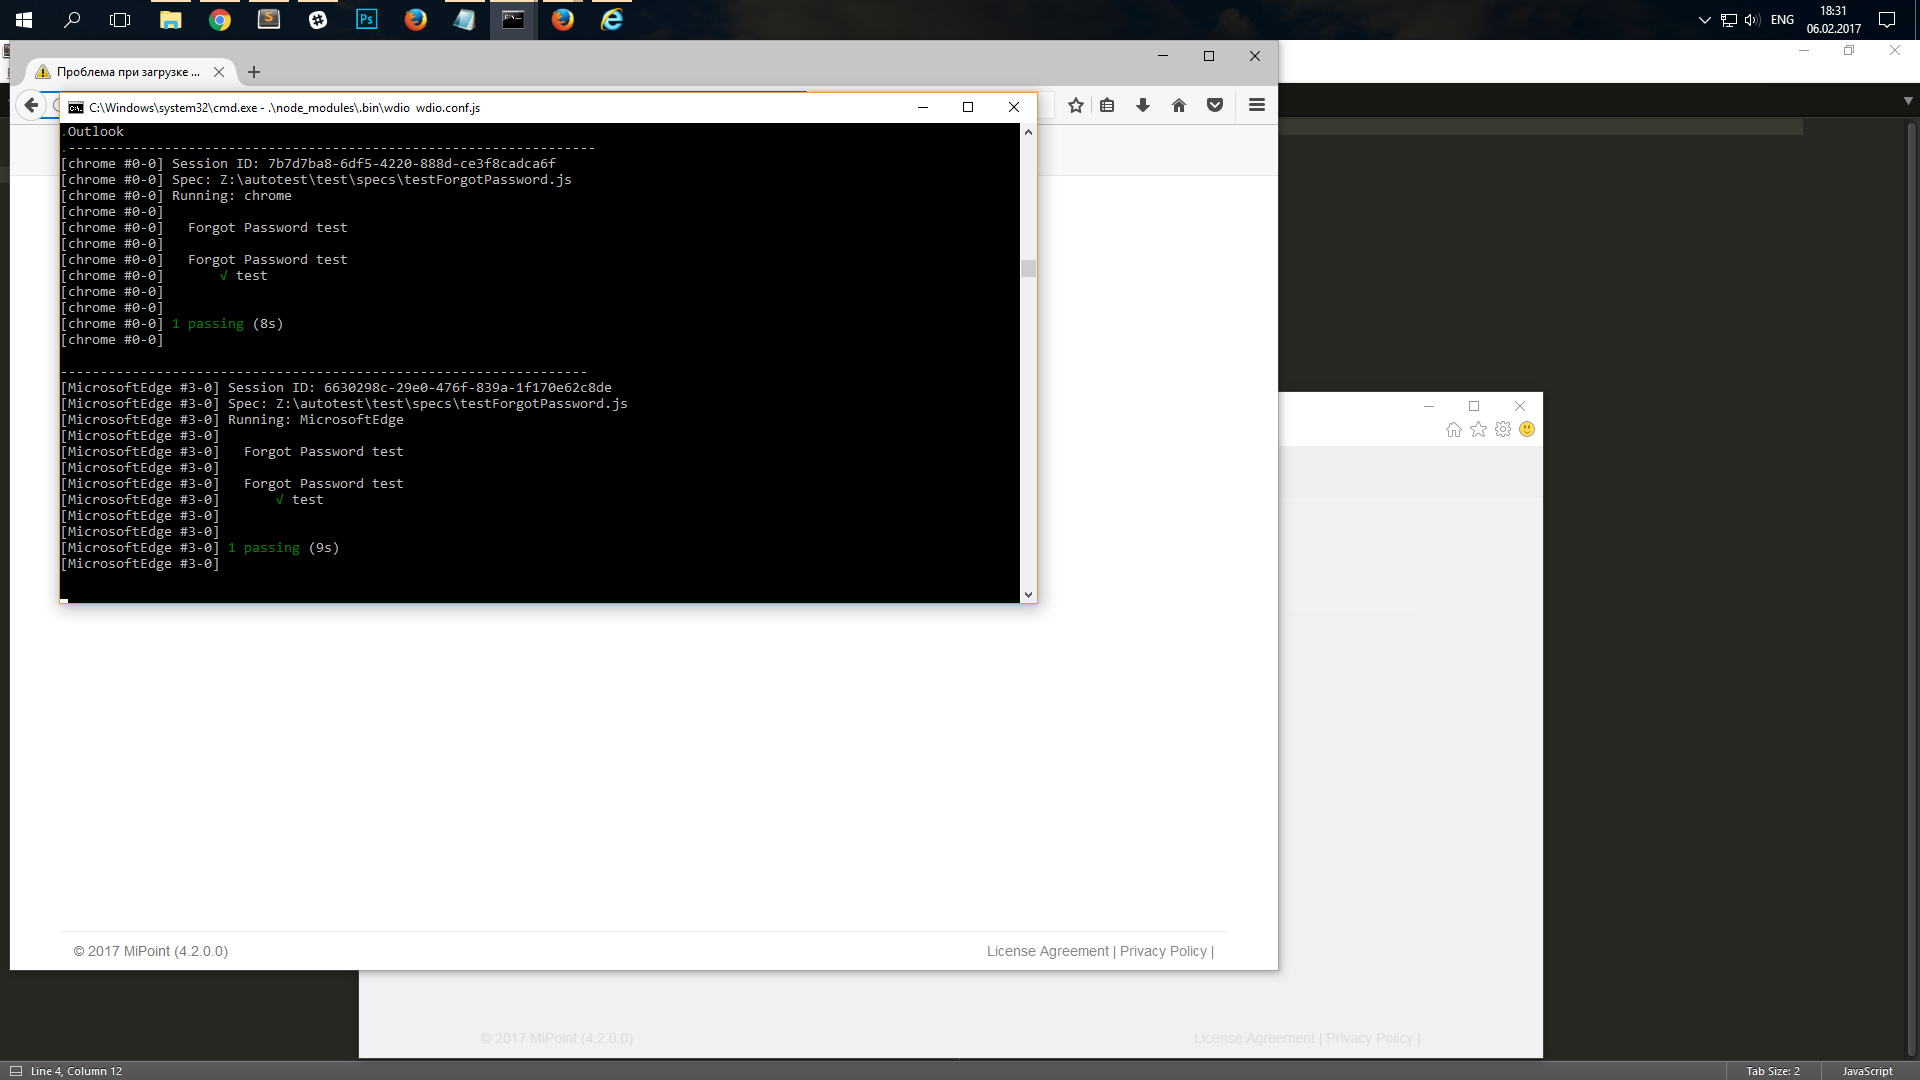 18:31
ENG
06.02.2017
Проблема при загрузке ...
C:\Windows\system32\cmd.exe - .\node_modules\.bin\wdio  wdio.conf.js
.Outlook
.------------------------------------------------------------------
[chrome #0-0] Session ID: 7b7d7ba8-6df5-4220-888d-ce3f8cadca6f
[chrome #0-0] Spec: Z:\autotest\test\specs\testForgotPassword.js
[chrome #0-0] Running: chrome
[chrome #0-0]
[chrome #0-0]   Forgot Password test
[chrome #0-0]
[chrome #0-0]   Forgot Password test
[chrome #0-0]       √ test
[chrome #0-0]
[chrome #0-0]
[chrome #0-0] 1 passing (8s)
[chrome #0-0]
------------------------------------------------------------------
[MicrosoftEdge #3-0] Session ID: 6630298c-29e0-476f-839a-1f170e62c8de
[MicrosoftEdge #3-0] Spec: Z:\autotest\test\specs\testForgotPassword.js
[MicrosoftEdge #3-0] Running: MicrosoftEdge
[MicrosoftEdge #3-0]
[MicrosoftEdge #3-0]   Forgot Password test
[MicrosoftEdge #3-0]
[MicrosoftEdge #3-0]   Forgot Password test
[MicrosoftEdge #3-0]       √ test
[MicrosoftEdge #3-0]
[MicrosoftEdge #3-0]
[MicrosoftEdge #3-0] 1 passing (9s)
[MicrosoftEdge #3-0]
© 2017 MiPoint (4.2.0.0)
License Agreement | Privacy Policy |
© 2017 MiPoint (4.2.0.0)
License Agreement | Privacy Policy |
Line 4, Column 12
Tab Size: 2
JavaScript